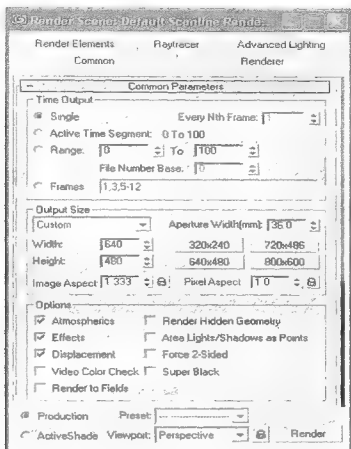 Render Scene: Default Scanline Rende
Render Elements Raytracer Advanced Lighting
Common Renderer
- Common Parameters
Time Output
Single Every Nth Frame: 1
Active Time Segment: 0 To 100
Range: 0 To 100
File Number Base: 0
Frames 1,3,5-12
Output Size
Custom Aperture Width(mm): 36.0
Width: 640 320x240 720x486
Height: 480 640x480 800x600
Image Aspect 1.333 Pixel Aspect 1.0
Options
Atmospherics Render Hidden Geometry
Effects Area Lights/Shadows as Points
Displacement Force 2-Sided
Video Color Check Super Black
Render to Fields
Production Preset: -------------------
ActiveShade Viewport: Perspective Render